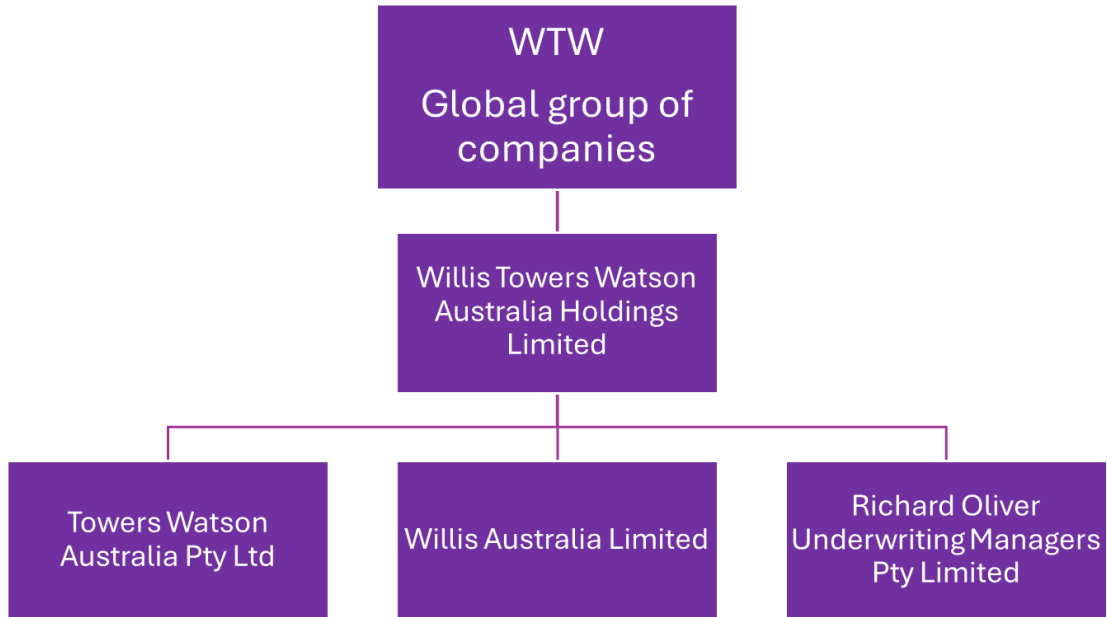 WTW
Global group of
companies
Willis Towers Watson
Australia Holdings
Limited
Towers Watson
Australia Pty Ltd
Willis Australia Limited
Richard Oliver
Underwriting Managers
Pty Limited